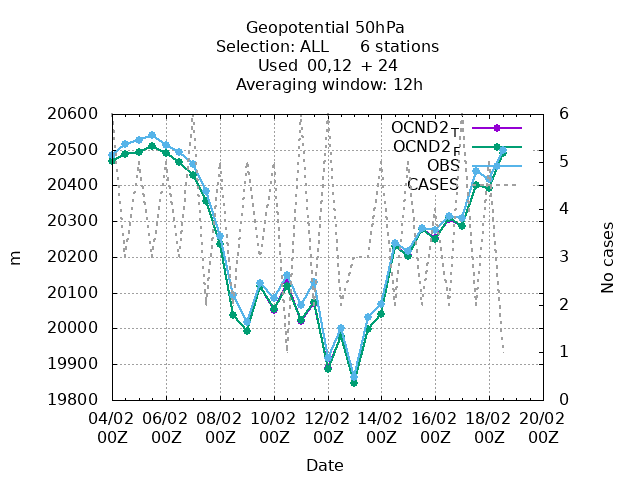 Geopotential 50hPa
Selection: ALL      6 stations
Used  00,12  + 24
Averaging window: 12h
20600
20500
20400
20300
20200
20100
20000
19900
19800
m
6
5
4
3
2
1
0
No cases
OCND2_T
OCND2_R
OBS
CASES
04/02 06/02 08/02 10/02 12/02 14/02 16/02 18/02 20/02
00Z 00Z 00Z 00Z 00Z 00Z 00Z 00Z 00Z
Date